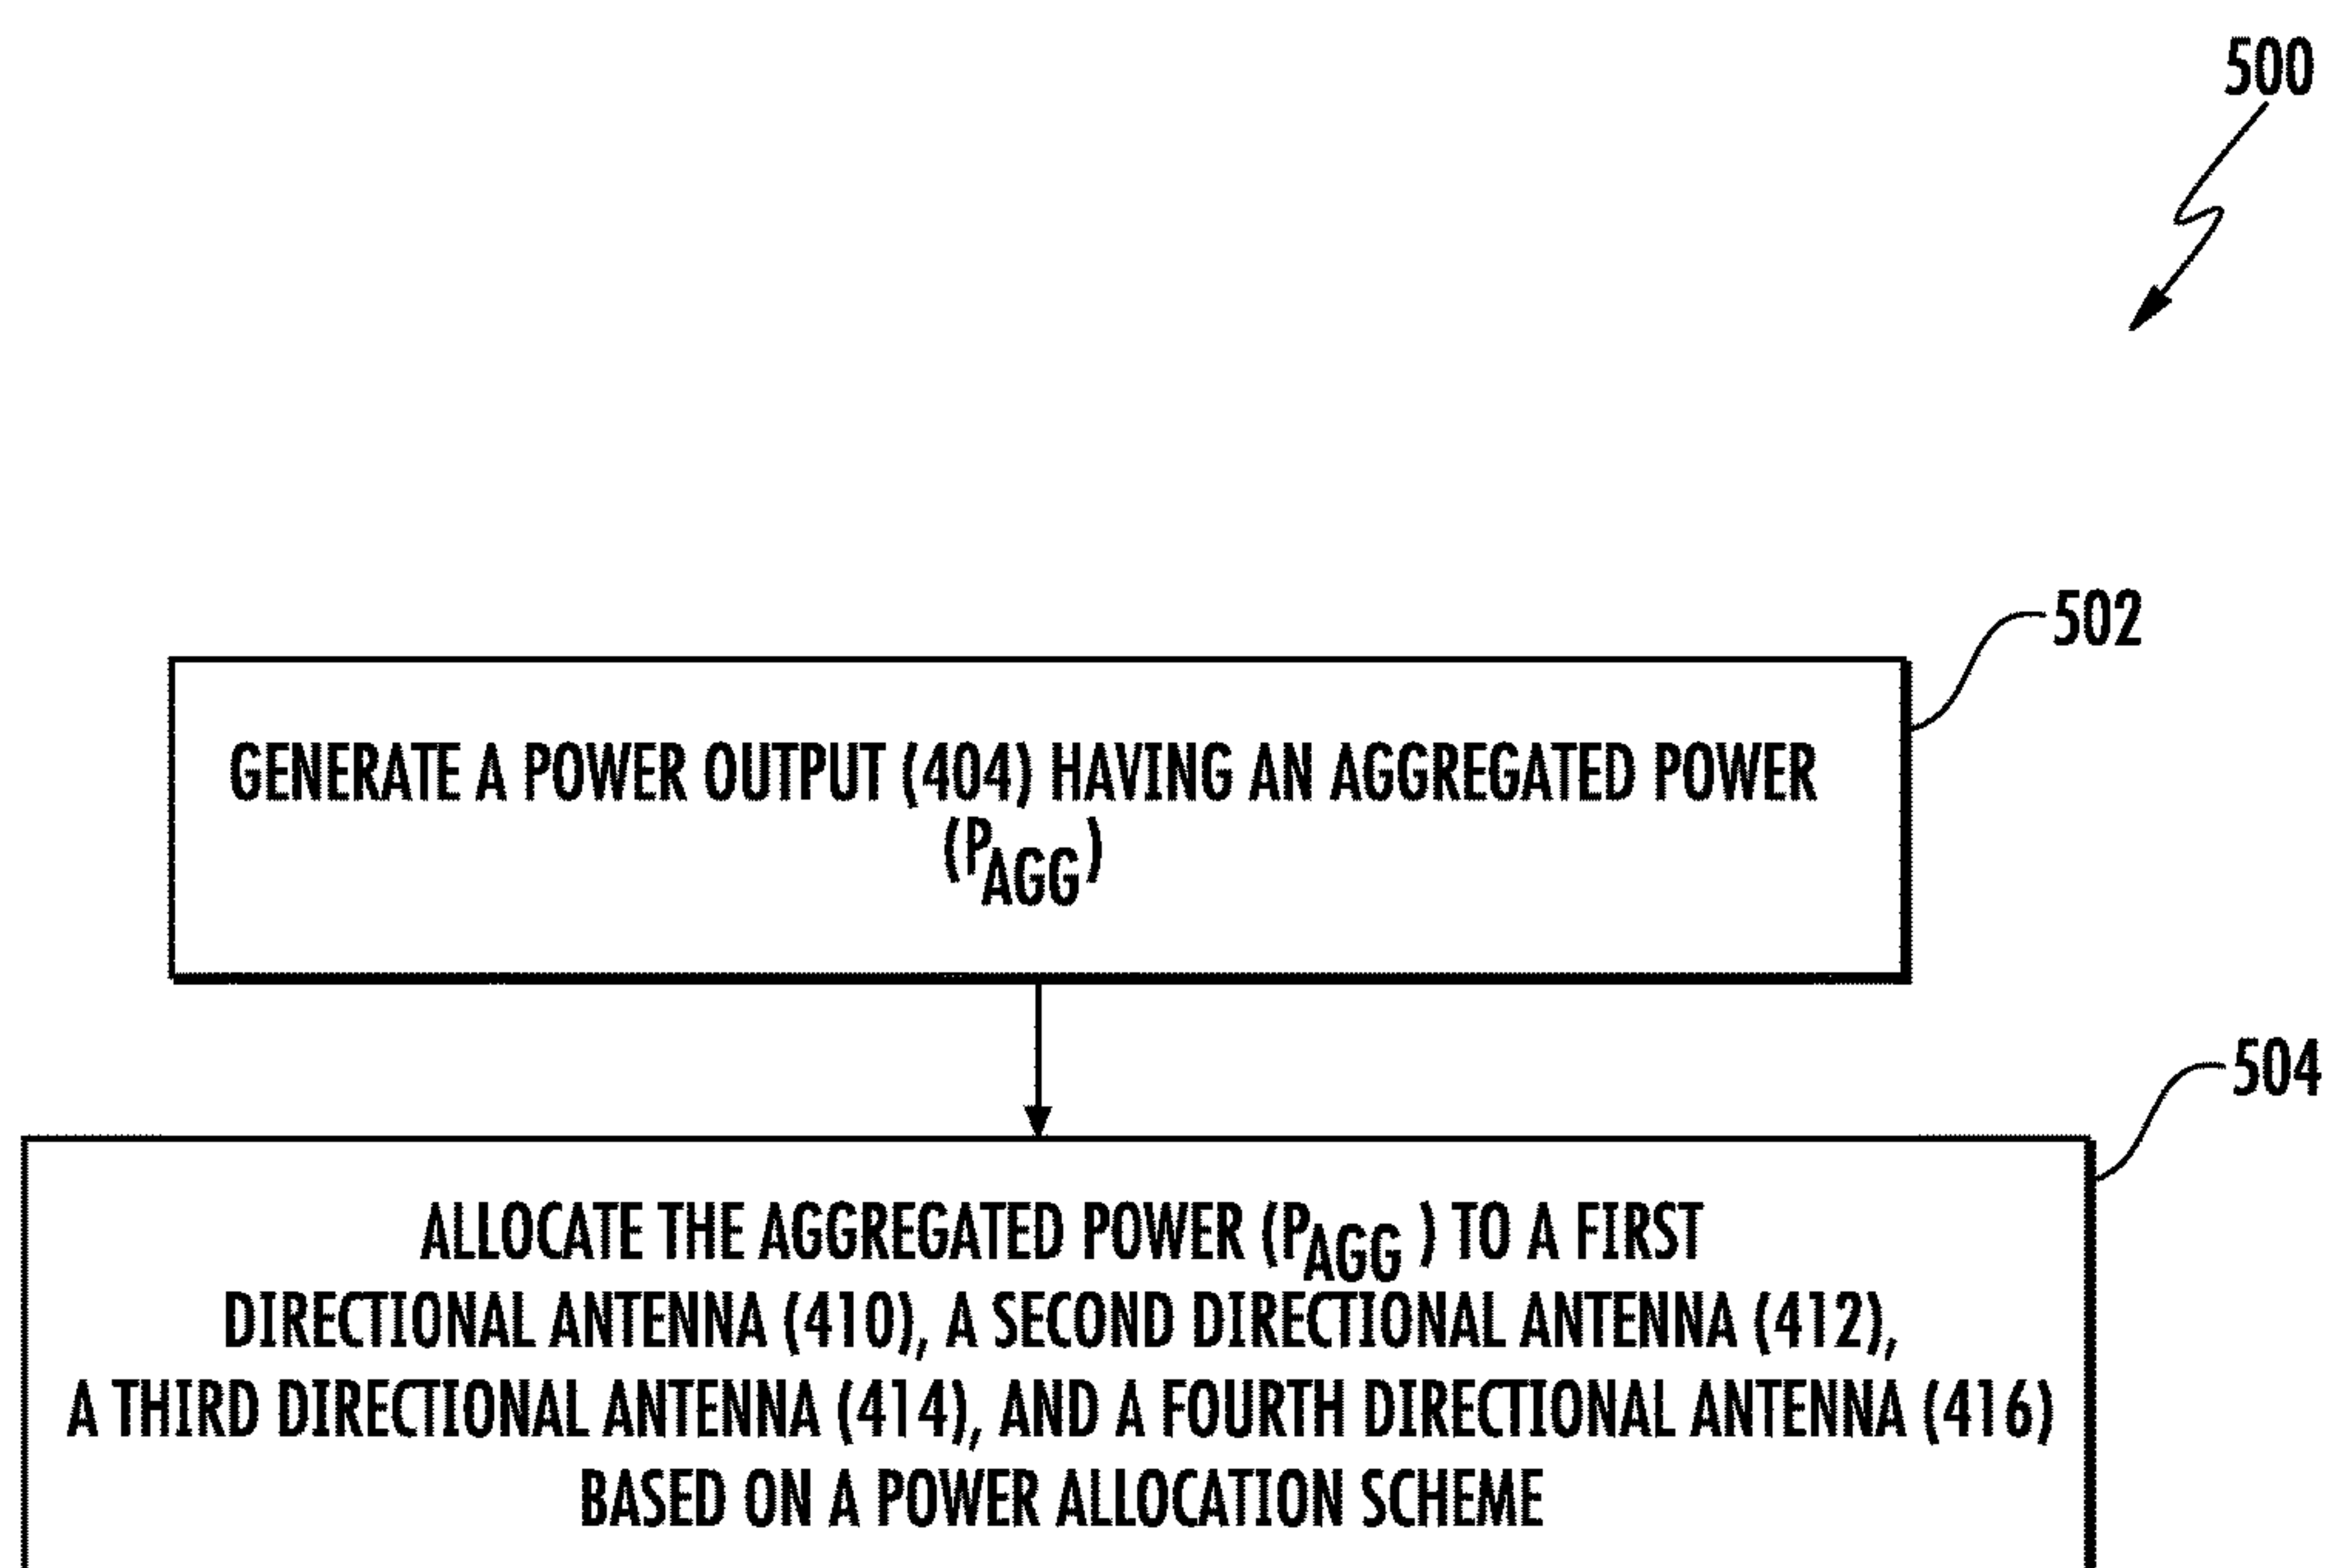 500
502
GENERATE A POWER OUTPUT (404) HAVING AN AGGREGATED POWER
(PAGG)
504
ALLOCATE THE AGGREGATED POWER (PAGG ) TO A FIRST
DIRECTIONAL ANTENNA (410), A SECOND DIRECTIONAL ANTENNA (412),
A THIRD DIRECTIONAL ANTENNA (414), AND A FOURTH DIRECTIONAL ANTENNA (416)
BASED ON A POWER ALLOCATION SCHEME